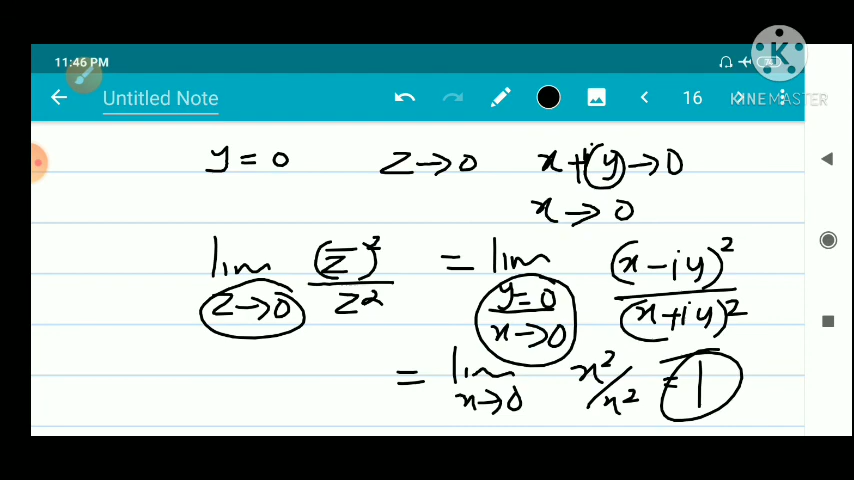 11:46 PM
K
KINEMASTER
Untitled Note
16
y = 0 z → 0 x + iy → 0
x → 0
lim z→0 (z̅)²/z² = lim y=0 x→0 (x - iy)²/(x + iy)²
= lim x→0 x²/x² = 1